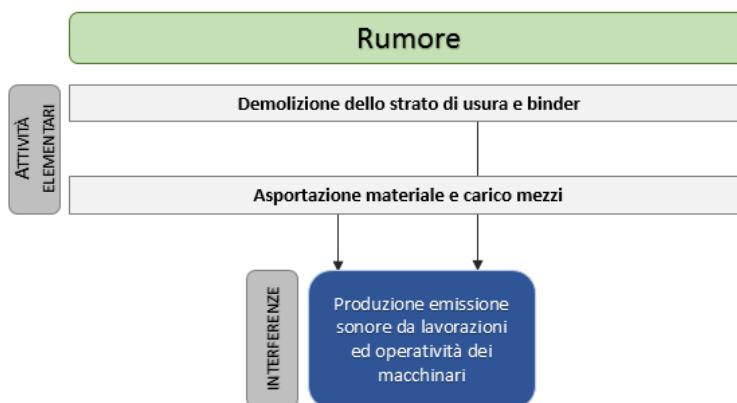 Rumore
ATTIVITÀ
ELEMENTARI
Demolizione dello strato di usura e binder
Asportazione materiale e carico mezzi
INTERFERENZE
Produzione emissione
sonore da lavorazioni
ed operatività dei
macchinari